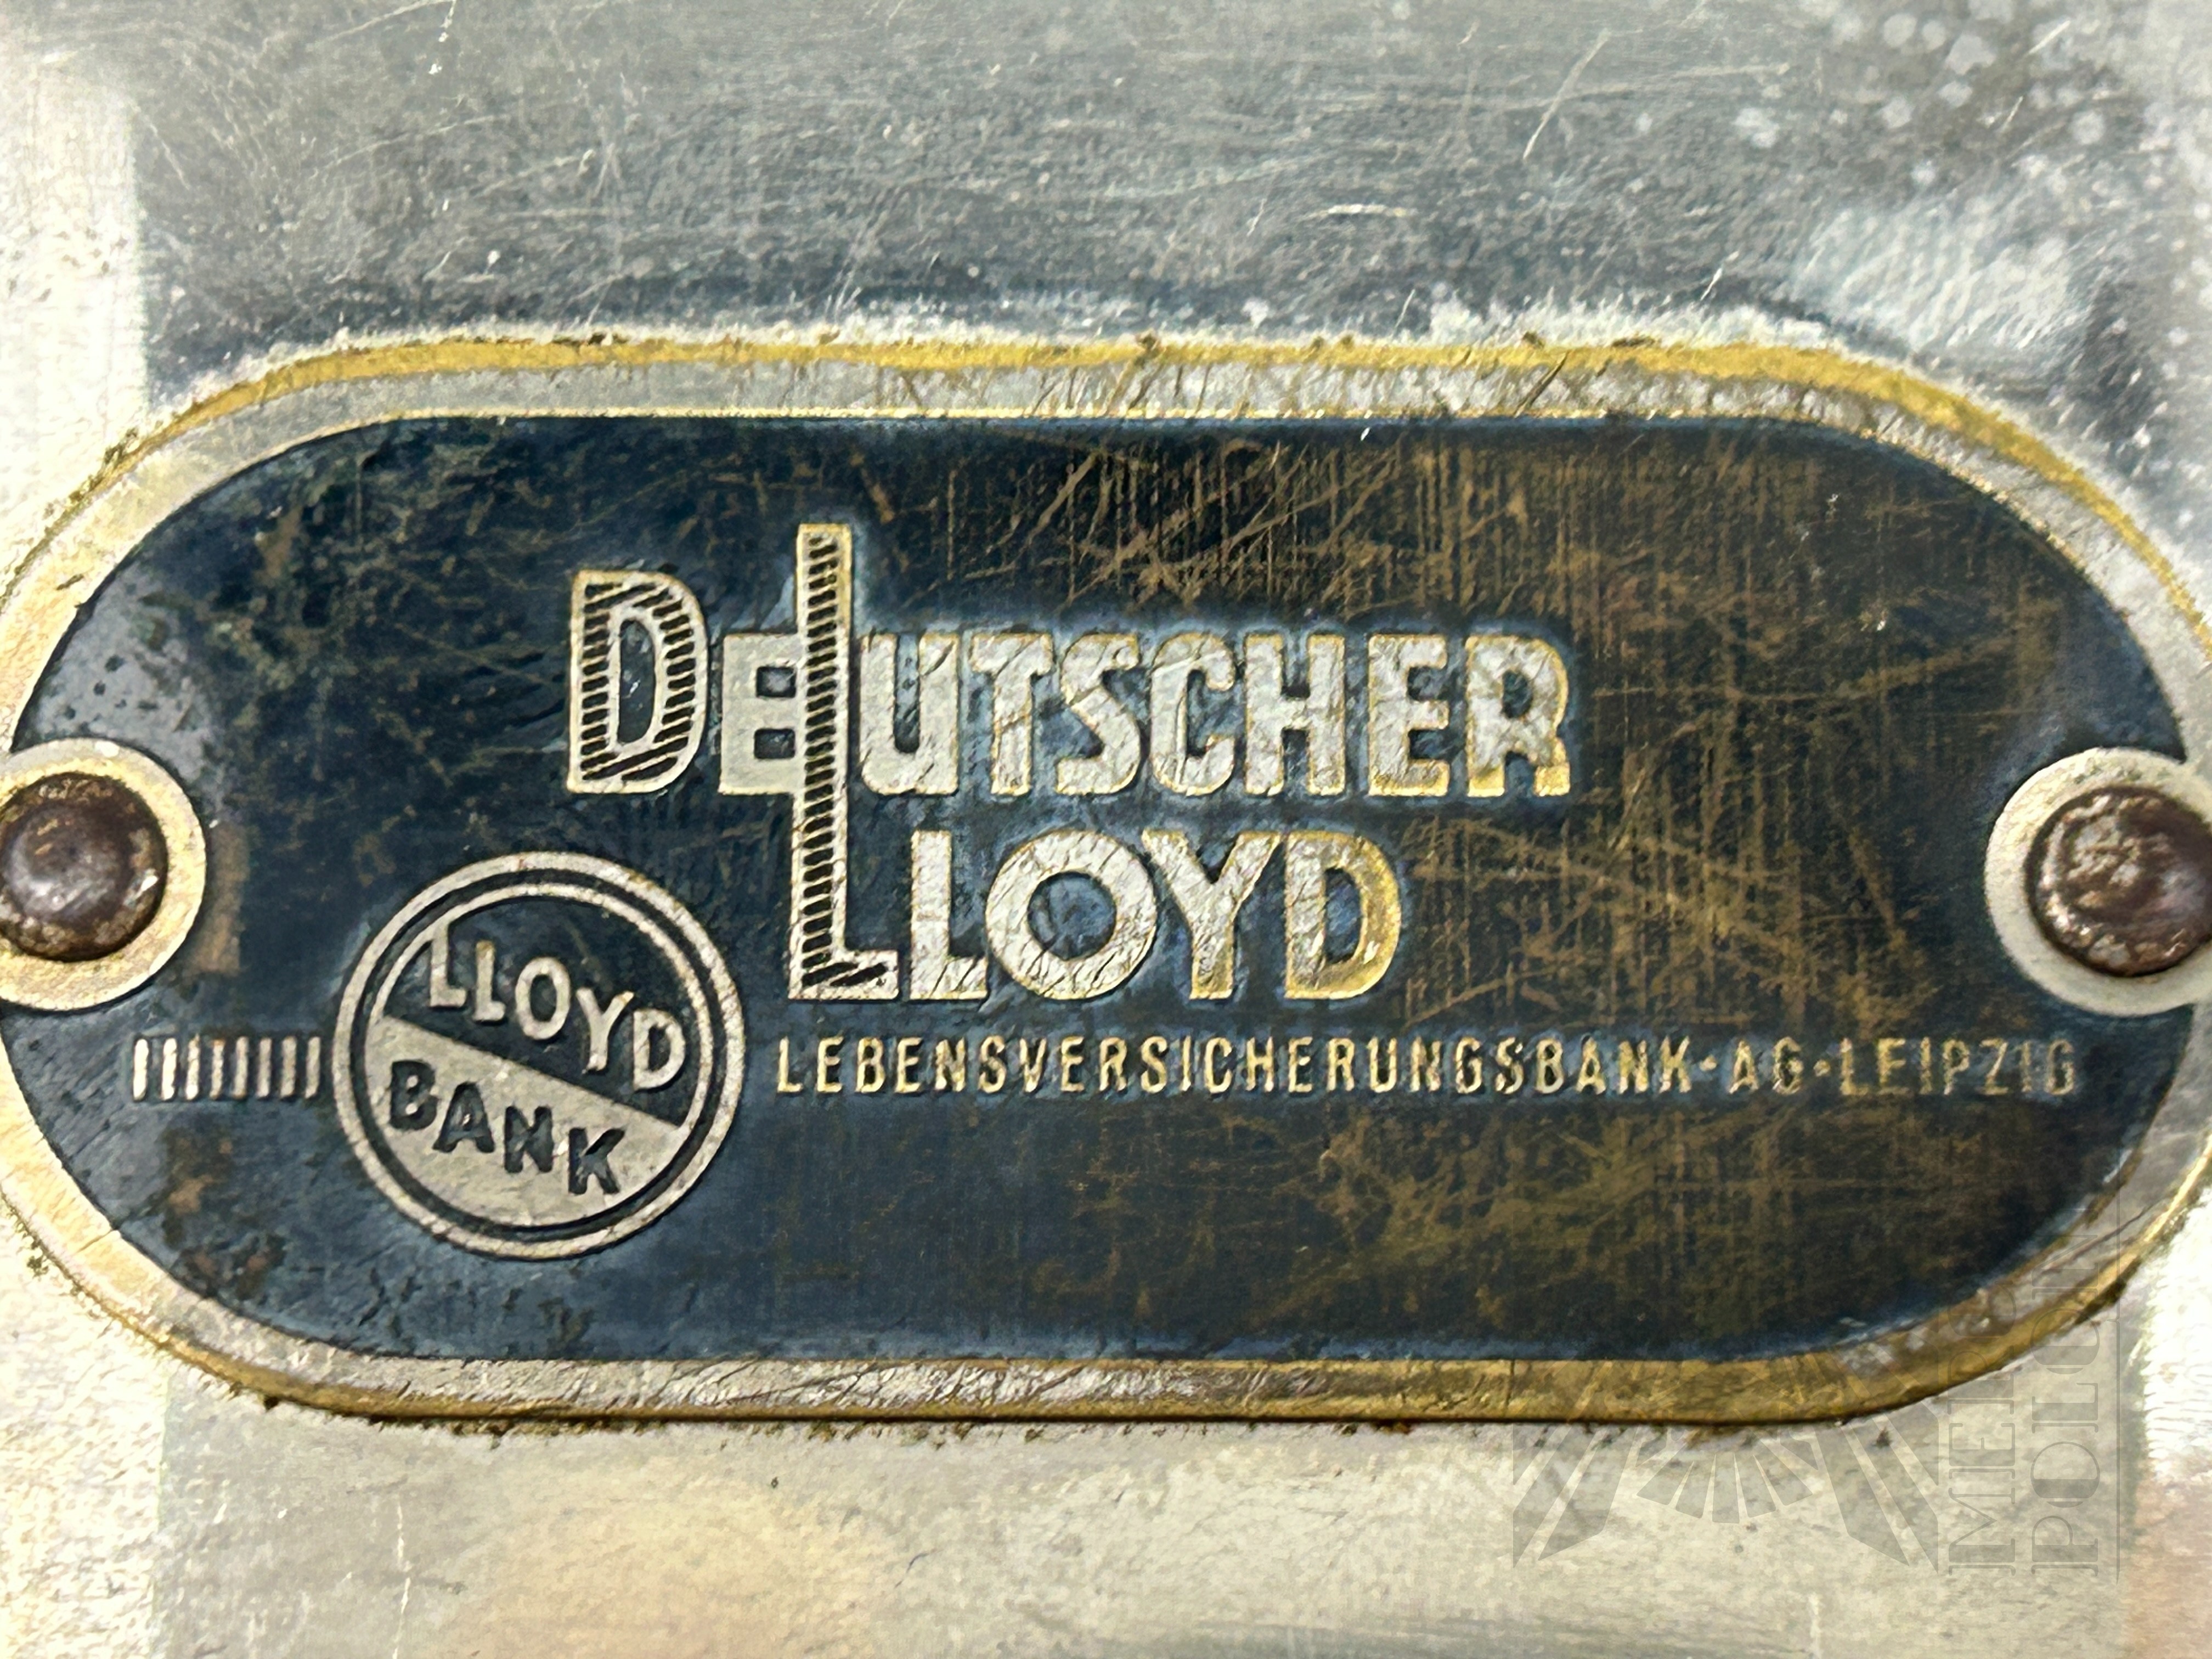 DEUTSCHER
LLOYD
LLOYD
BANK
LEBENSVERSICHERUNGSBANK·AG·LEIPZIG